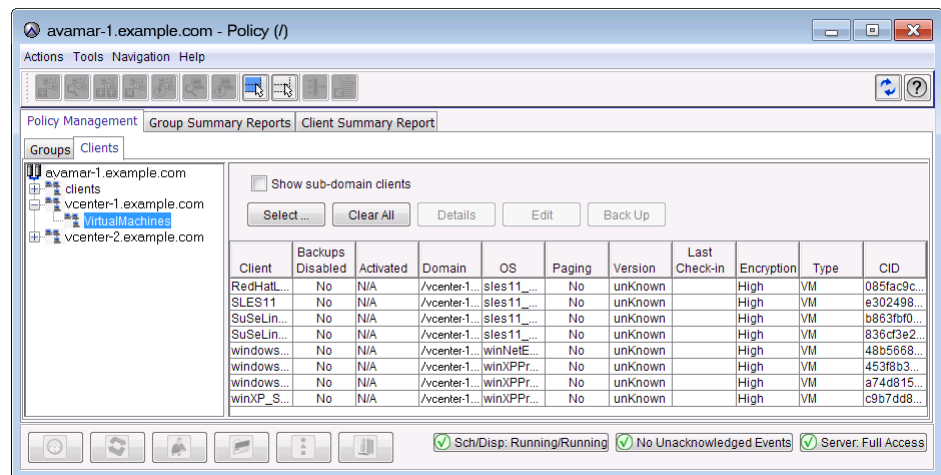 avamar-1.example.com - Policy (/)
Actions Tools Navigation Help
Policy Management Group Summary Reports Client Summary Report
Groups Clients
avamar-1.example.com
clients
vcenter-1.example.com
VirtualMachines
vcenter-2.example.com
Show sub-domain clients
Select ... Clear All Details Edit Back Up
Client Backups Disabled Activated Domain OS Paging Version Last Check-in Encryption Type CID
RedHatL... No N/A /vcenter-1... sles11_... No unKnown High VM 085fac9c...
SLES11 No N/A /vcenter-1... sles11_... No unKnown High VM e302498...
SuSeLin... No N/A /vcenter-1... sles11_... No unKnown High VM b863fbf0...
SuSeLin... No N/A /vcenter-1... sles11_... No unKnown High VM 836cf3e2...
windows... No N/A /vcenter-1... winNetE... No unKnown High VM 48b5668...
windows... No N/A /vcenter-1... winXPPr... No unKnown High VM 453f8b3...
windows... No N/A /vcenter-1... winXPPr... No unKnown High VM a74d815...
winXP_S... No N/A /vcenter-1... winXPPr... No unKnown High VM c9b7dd8...
Sch/Disp: Running/Running No Unacknowledged Events Server: Full Access